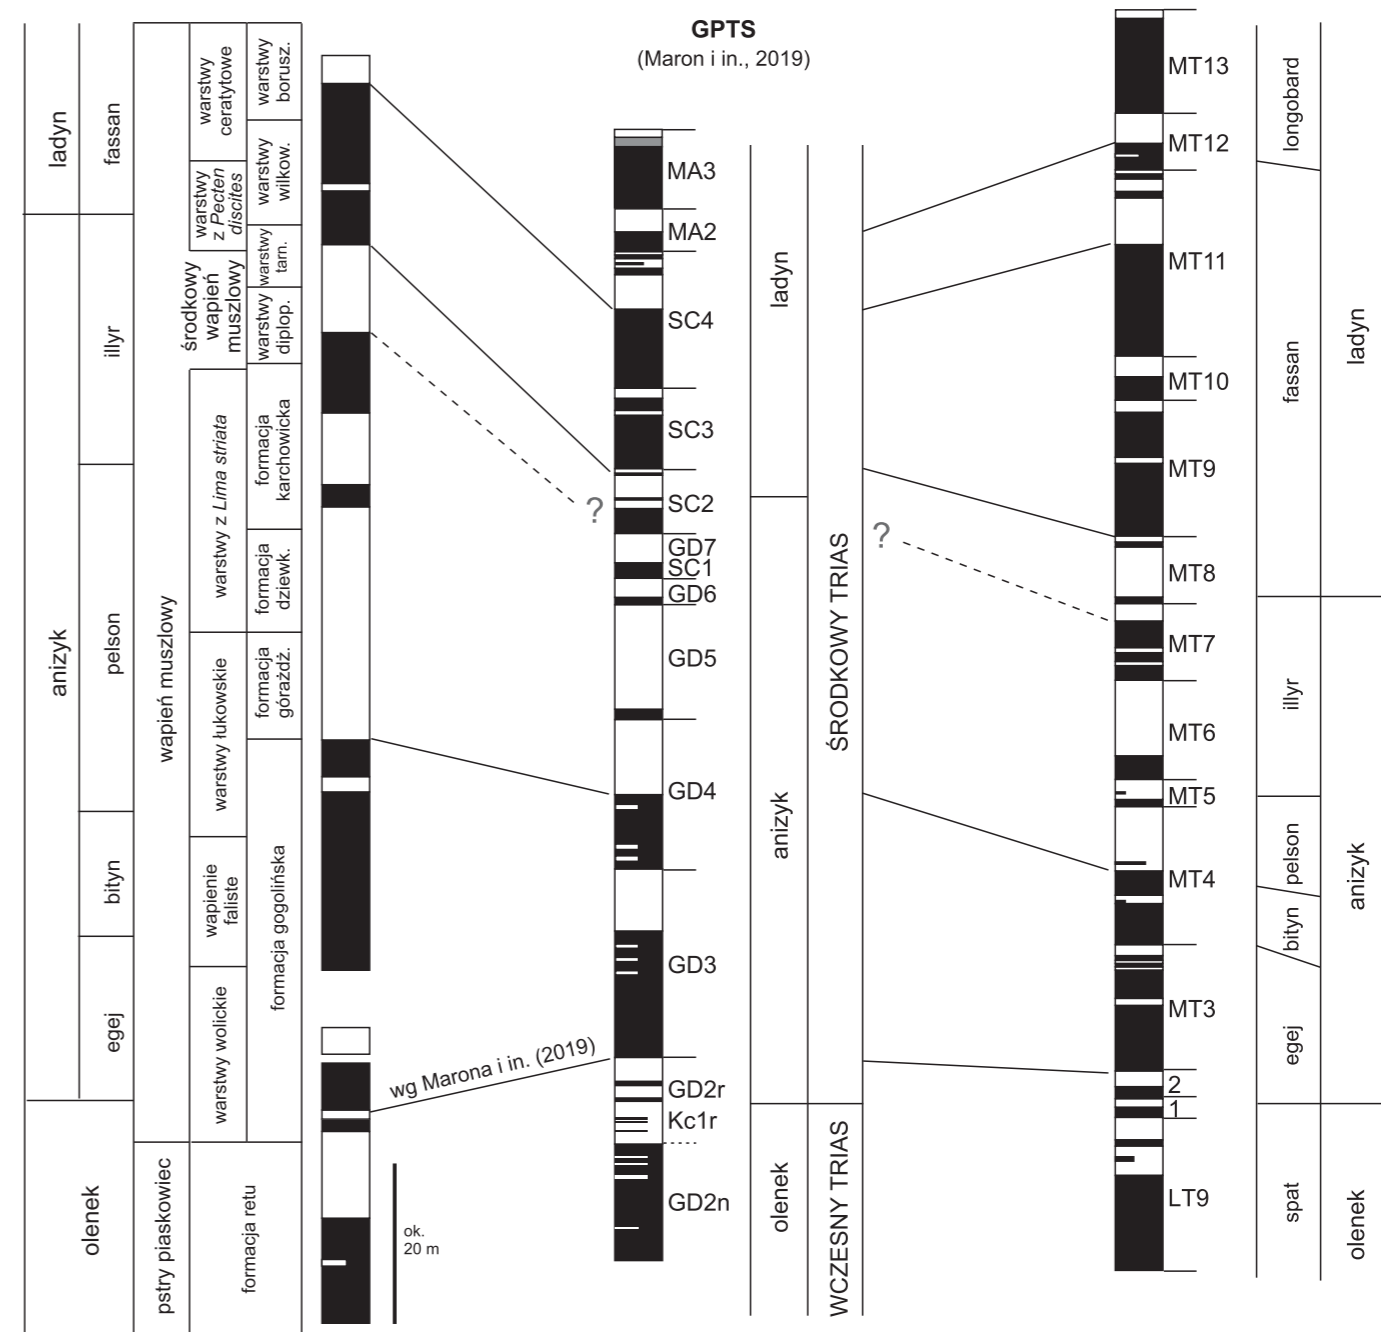 GPTS
(Maron i in., 2019)
ladyn
anizyk
olenek
fassan
illyr
pelson
bityn
egej
wapień muszlowy
pstry piaskowiec
warstwy
ceratytowe
warstwy
z Pecten
discites
środkowy
wapień
muszlowy
warstwy z Lima striata
warstwy łukowskie
wapienie
faliste
warstwy wolickie
formacja retu
warstwy
borusz.
warstwy
wilkow.
warstwy
tarn.
warstwy
diplop.
formacja
karchowicka
formacja
dziewk.
formacja
górażdż.
formacja gogolińska
ok.
20 m
wg Marona i in. (2019)
?
MA3
MA2
SC4
SC3
SC2
GD7
SC1
GD6
GD5
GD4
GD3
GD2r
Kc1r
GD2n
ladyn
anizyk
olenek
ŚRODKOWY TRIAS
WCZESNY TRIAS
?
MT13
MT12
MT11
MT10
MT9
MT8
MT7
MT6
MT5
MT4
MT3
2
1
LT9
longobard
fassan
illyr
pelson
bityn
egej
spat
ladyn
anizyk
olenek